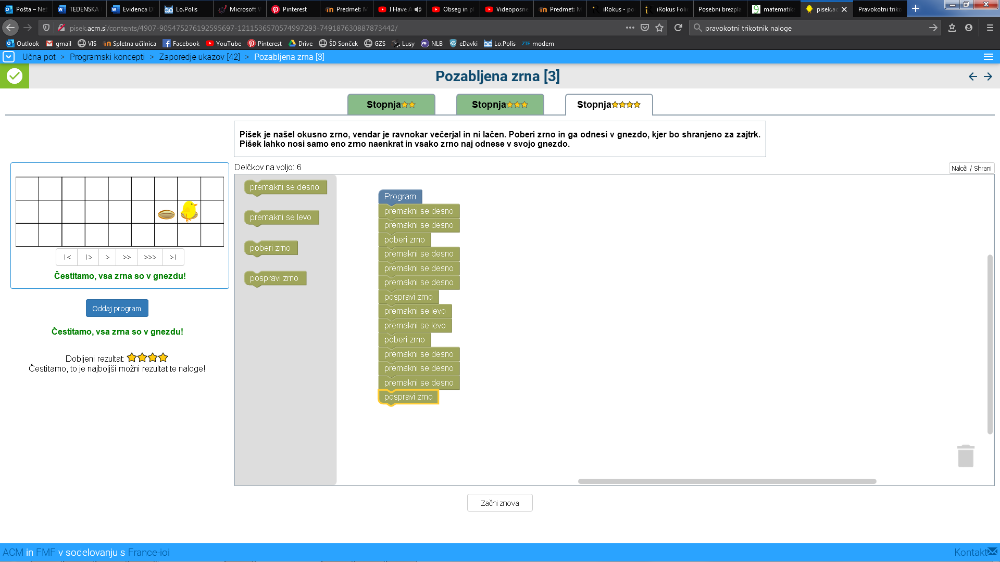 Pošta – Než
TEDENSKA
Evidenca D
Lo.Polis
Microsoft W
Pinterest
Predmet: M
I Have A
Obseg in pl
Videoposne
Predmet: M
iRokus - po
iRokus Folio
Posebni brezpla
matematika
pisek.ac
Pravokotni triko
pisek.acm.si/contents/4907-905475276192595697-1211536570574997293-749187630887873442/
pravokotni trikotnik naloge
Outlook gmail VIS Spletna učilnica Facebook YouTube Pinterest Drive ŠD Sonček GZS Lusy NLB eDavki Lo.Polis ZTE modem
Učna pot > Programski koncepti > Zaporedje ukazov [42] > Pozabljena zrna [3]
Pozabljena zrna [3]
Stopnja
Stopnja
Stopnja
Pišek je našel okusno zrno, vendar je ravnokar večerjal in ni lačen. Poberi zrno in ga odnesi v gnezdo, kjer bo shranjeno za zajtrk.
Pišek lahko nosi samo eno zrno naenkrat in vsako zrno naj odnese v svojo gnezdo.
|< |> > >> >>> >|
Čestitamo, vsa zrna so v gnezdu!
Oddaj program
Čestitamo, vsa zrna so v gnezdu!
Dobljeni rezultat:
Čestitamo, to je najboljši možni rezultat te naloge!
Delčkov na voljo: 6
Naloži / Shrani
premakni se desno
premakni se levo
poberi zrno
pospravi zrno
Program
premakni se desno
premakni se desno
poberi zrno
premakni se desno
premakni se desno
premakni se desno
pospravi zrno
premakni se levo
premakni se levo
poberi zrno
premakni se desno
premakni se desno
premakni se desno
pospravi zrno
Začni znova
ACM in FMF v sodelovanju s France-ioi
Kontakt